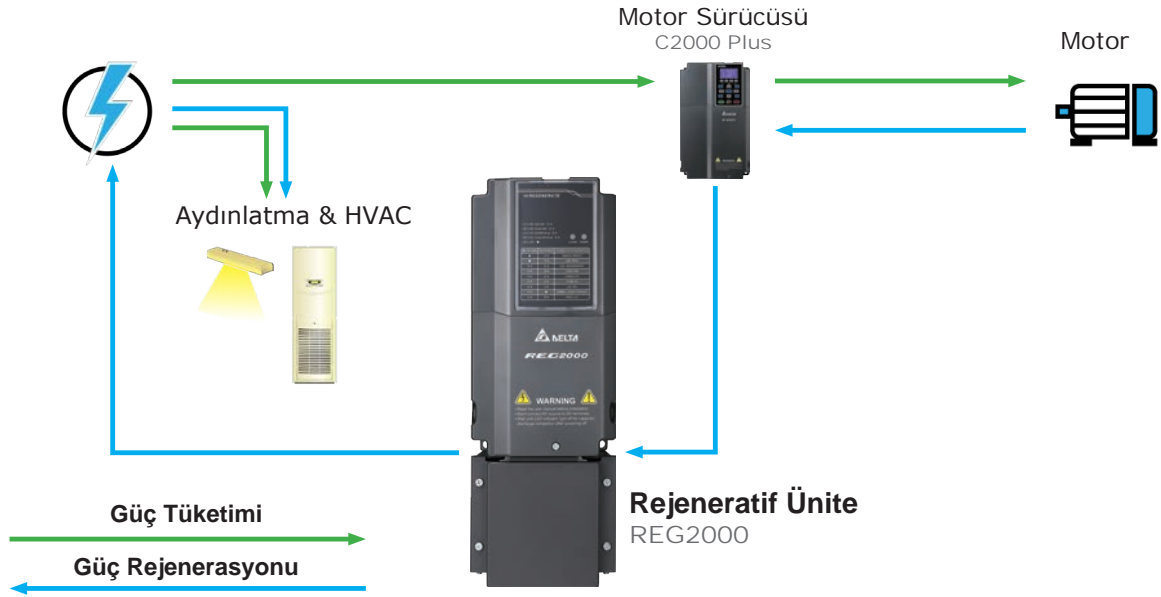 Motor Sürücüsü
C2000 Plus
Motor
Aydınlatma & HVAC
DELTA
REG2000
WARNING
Rejeneratif Ünite
REG2000
Güç Tüketimi
Güç Rejenerasyonu